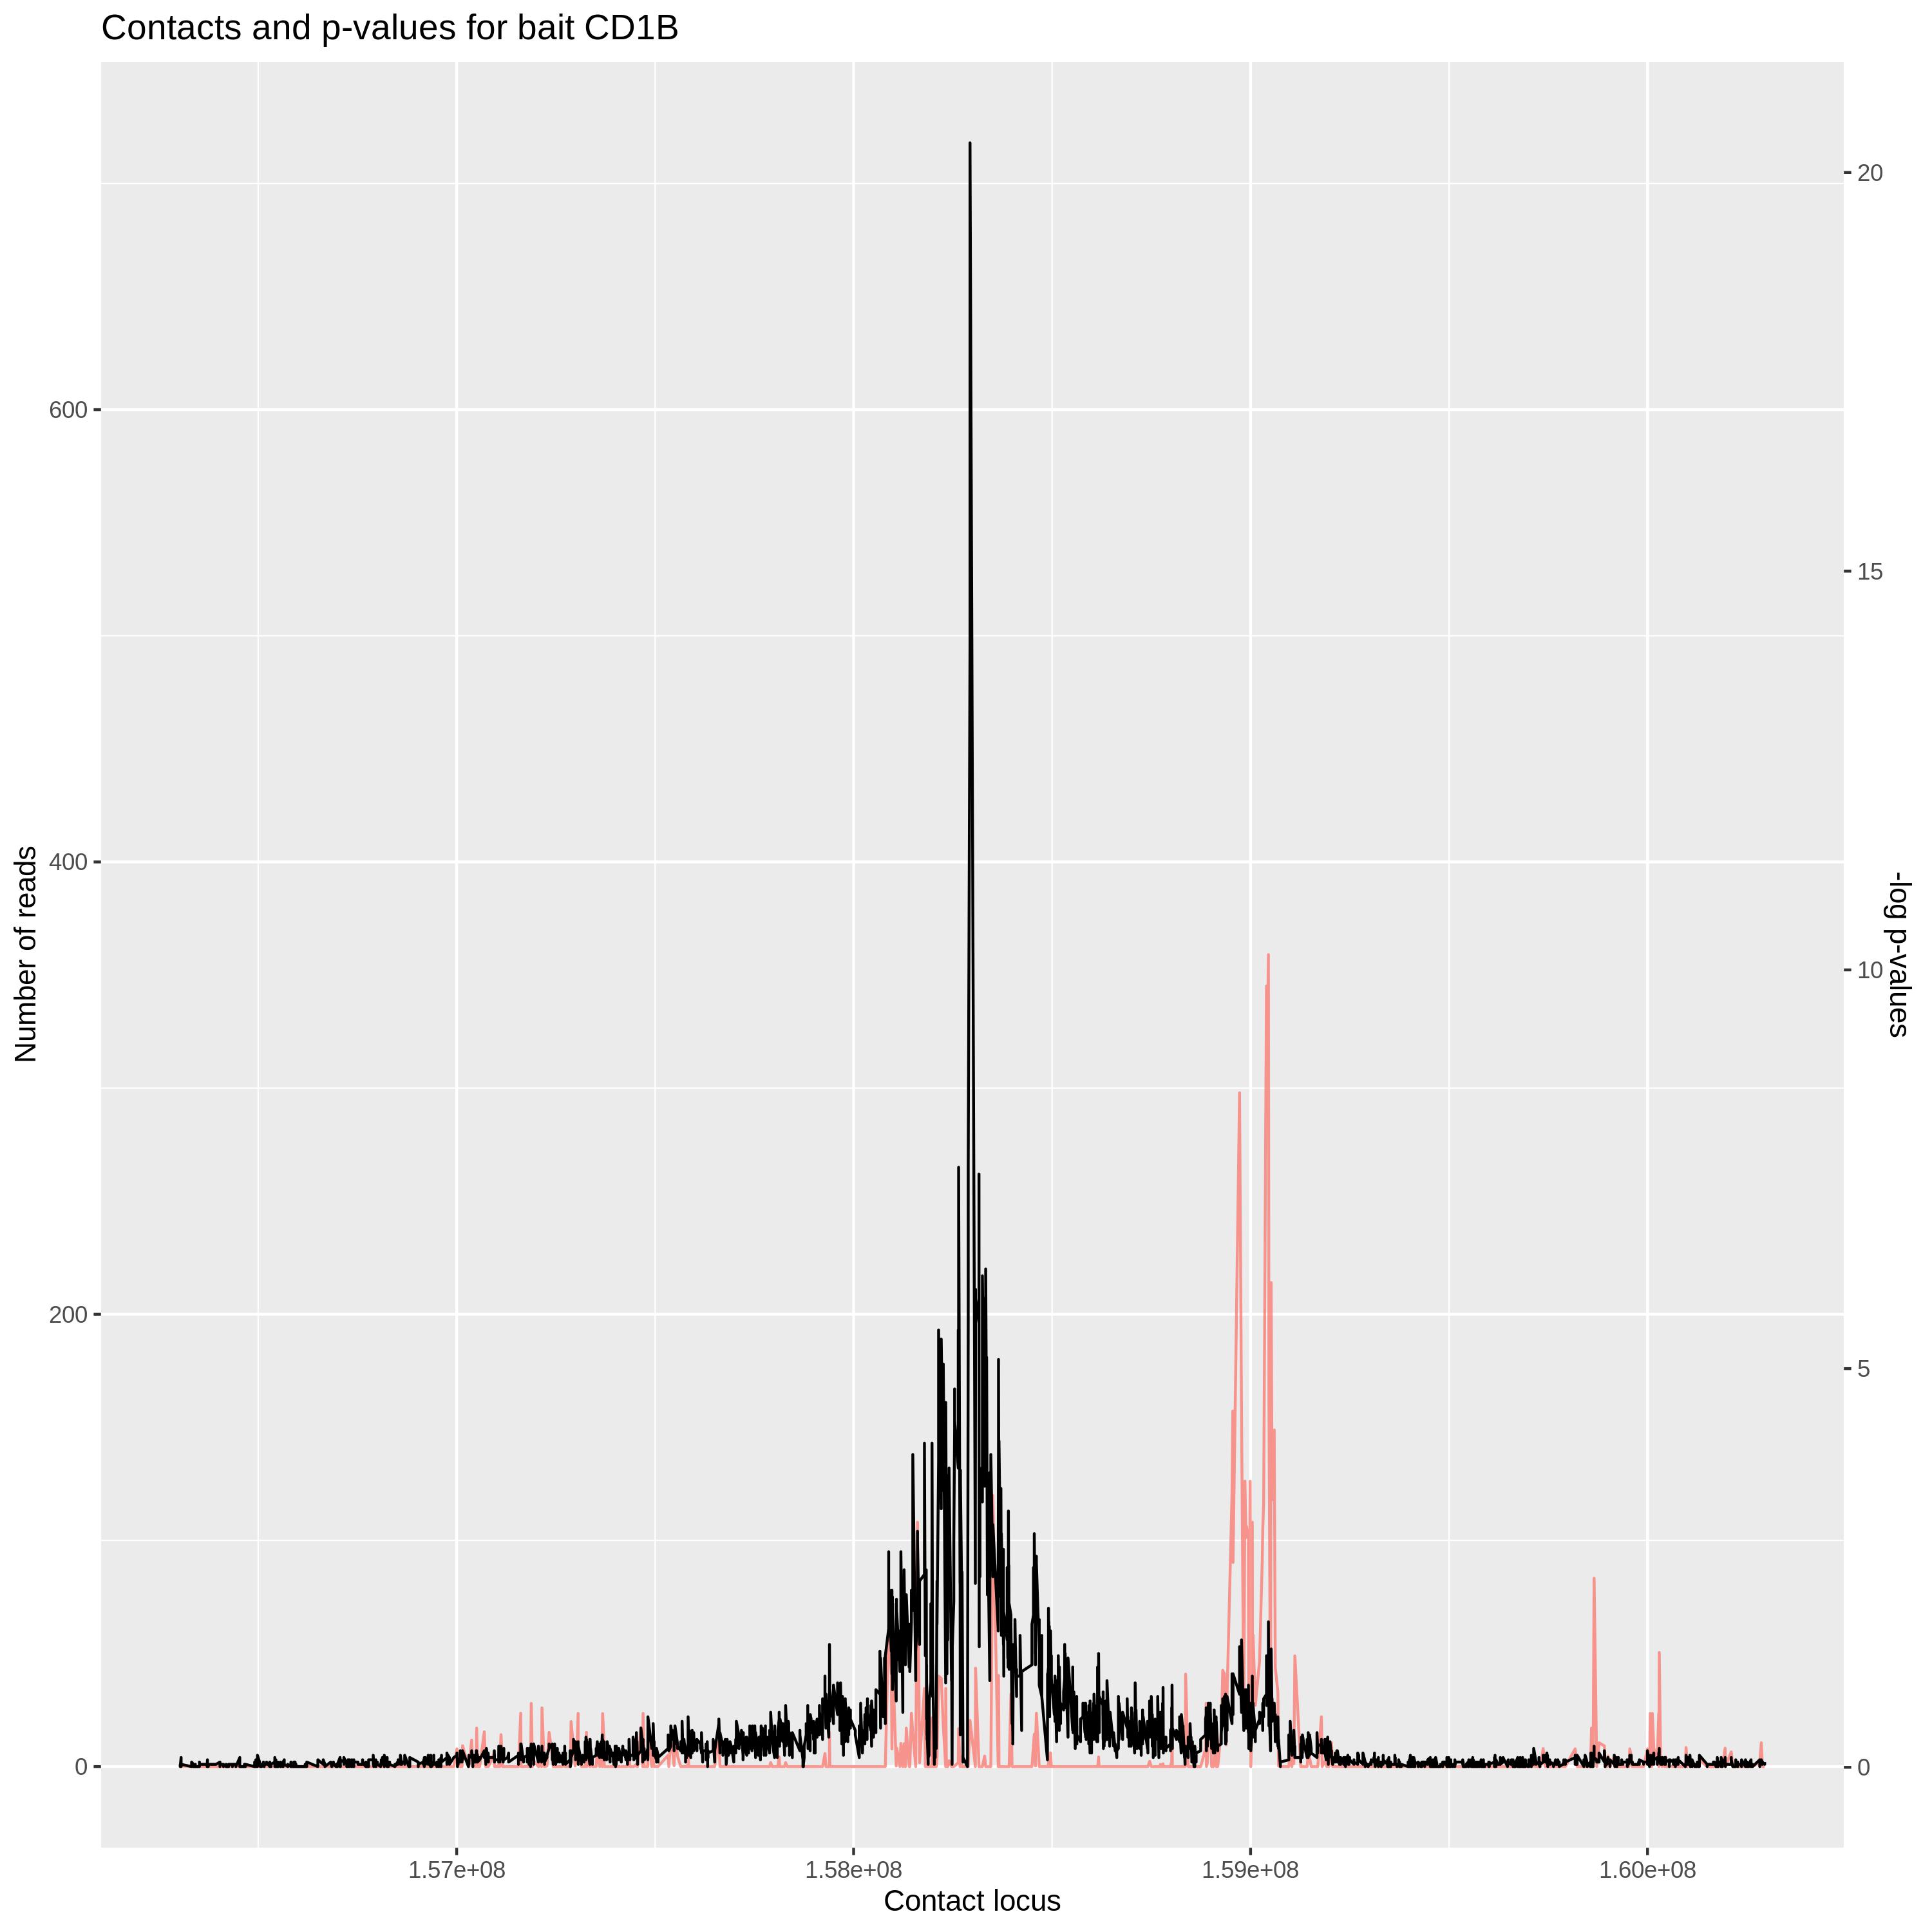 Contacts and p-values for bait CD1B
Number of reads
600
400
200
0
20
15
10
5
0
-log p-values
1.57e+08
1.58e+08
1.59e+08
1.60e+08
Contact locus